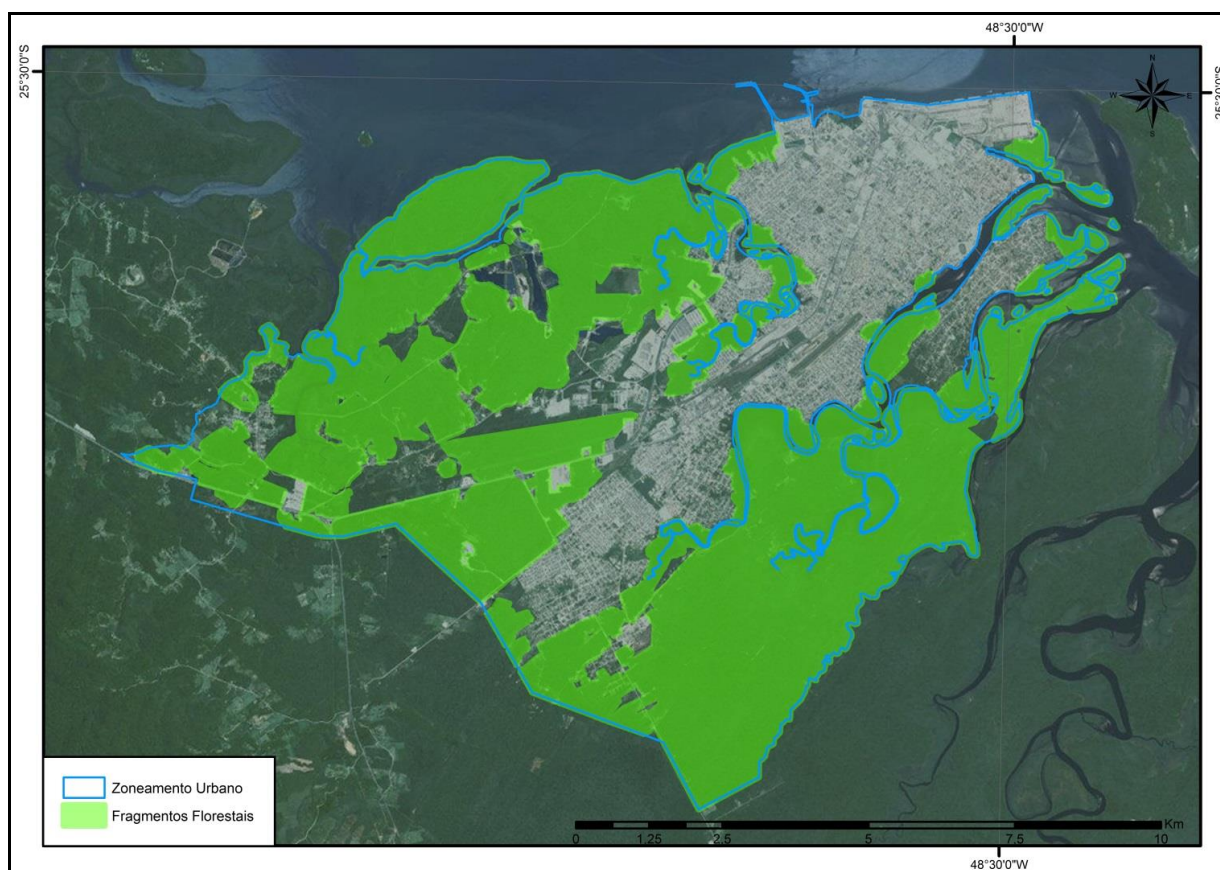 48°30'0"W
25°30'0"S
25°30'0"S
N
W
E
S
Zoneamento Urbano
Fragmentos Florestais
Km
0
1.25
2.5
5
7.5
10
48°30'0"W